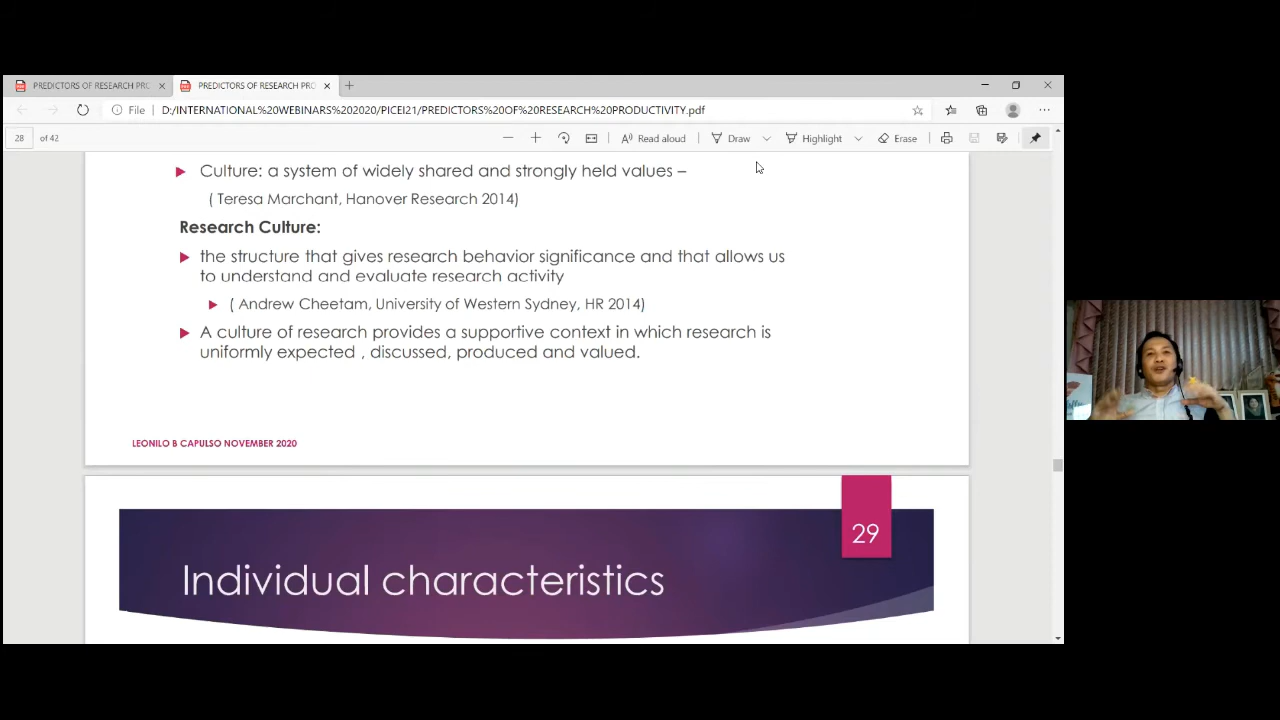 PREDICTORS OF RESEARCH PRO
PREDICTORS OF RESEARCH PRO
File
D:/INTERNATIONAL%20WEBINARS%202020/PICEI21/PREDICTORS%20OF%20RESEARCH%20PRODUCTIVITY.pdf
28 of 42
Read aloud
Draw
Highlight
Erase
Culture: a system of widely shared and strongly held values –
( Teresa Marchant, Hanover Research 2014)
Research Culture:
the structure that gives research behavior significance and that allows us
to understand and evaluate research activity
( Andrew Cheetam, University of Western Sydney, HR 2014)
A culture of research provides a supportive context in which research is
uniformly expected , discussed, produced and valued.
LEONILO B CAPULSO NOVEMBER 2020
29
Individual characteristics